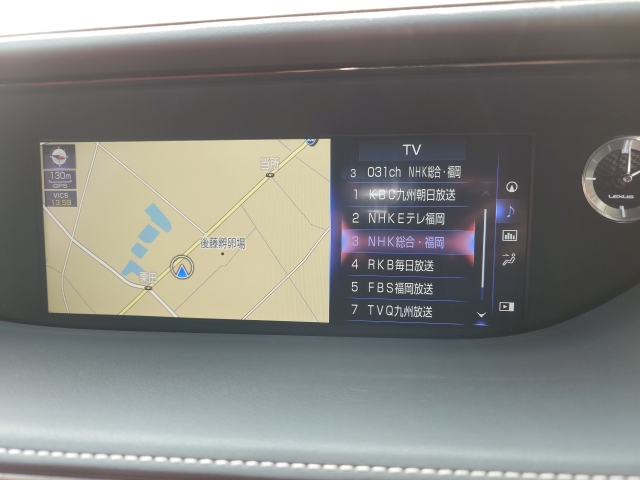 130m
GPS
VICS
13:59
当所
後藤孵卵場
栗田
TV
3 031ch NHK総合・福岡
1 KBC九州朝日放送
2 NHKEテレ福岡
3 NHK総合・福岡
4 RKB毎日放送
5 FBS福岡放送
7 TVQ九州放送
LEXUS